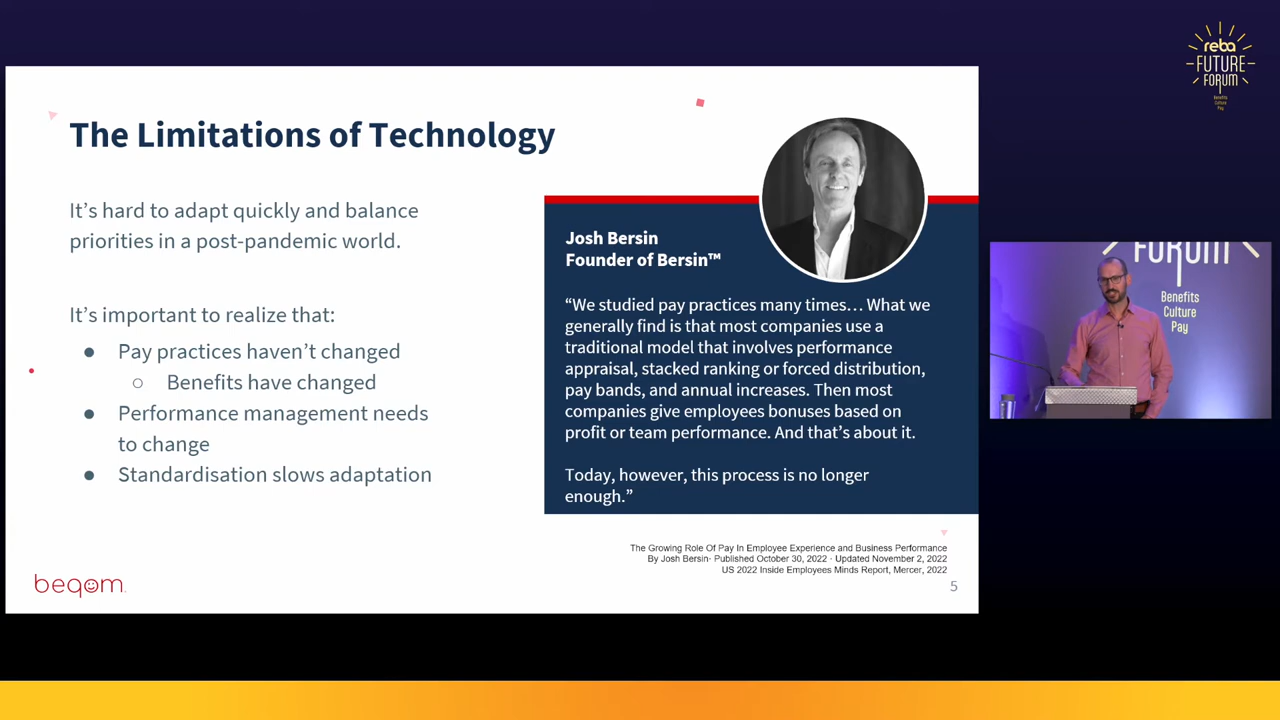 reba
FUTURE
FORUM
Benefits
Culture
Pay
The Limitations of Technology
It's hard to adapt quickly and balance
priorities in a post-pandemic world.
It's important to realize that:
● Pay practices haven't changed
○ Benefits have changed
● Performance management needs
to change
● Standardisation slows adaptation
Josh Bersin
Founder of Bersin™
“We studied pay practices many times… What we
generally find is that most companies use a
traditional model that involves performance
appraisal, stacked ranking or forced distribution,
pay bands, and annual increases. Then most
companies give employees bonuses based on
profit or team performance. And that's about it.
Today, however, this process is no longer
enough.”
The Growing Role Of Pay In Employee Experience and Business Performance
By Josh Bersin· Published October 30, 2022 · Updated November 2, 2022
US 2022 Inside Employees Minds Report, Mercer, 2022
beqom
5
FORUM
Benefits
Culture
Pay